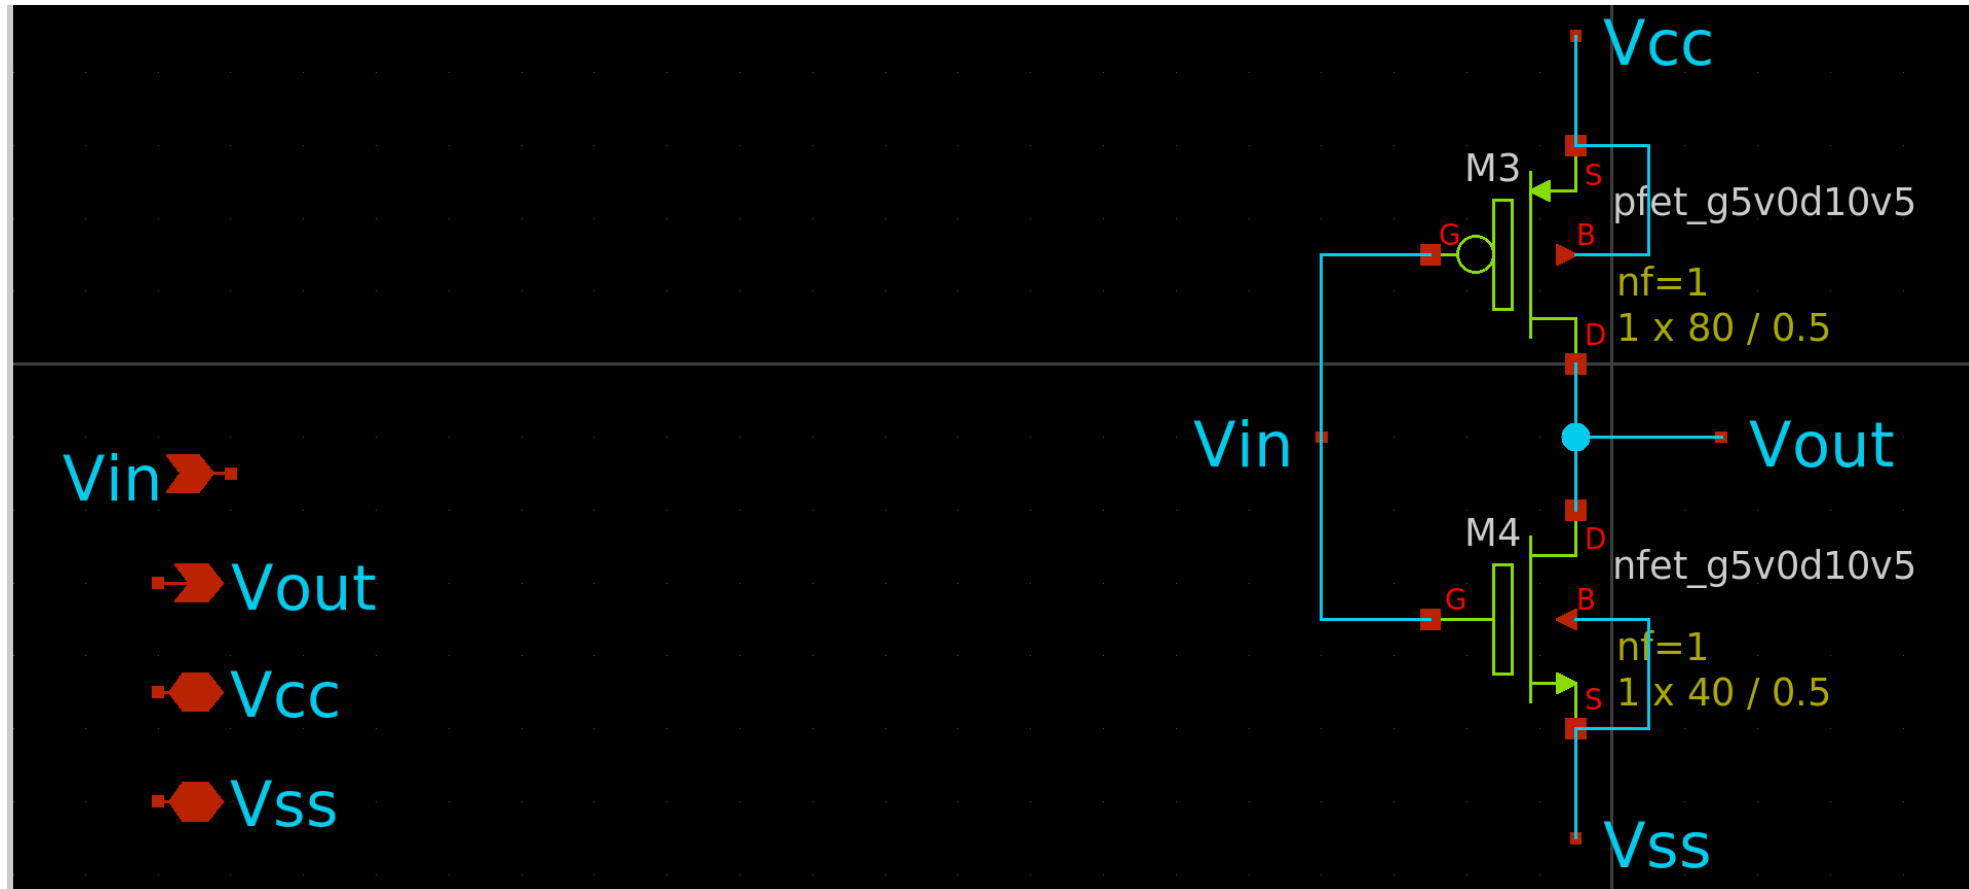 Vcc
M3
S
pfet_g5v0d10v5
G
B
nf=1
1 x 80 / 0.5
D
Vin
Vout
Vin
M4
D
nfet_g5v0d10v5
Vout
G
B
nf=1
1 x 40 / 0.5
S
Vcc
Vss
Vss